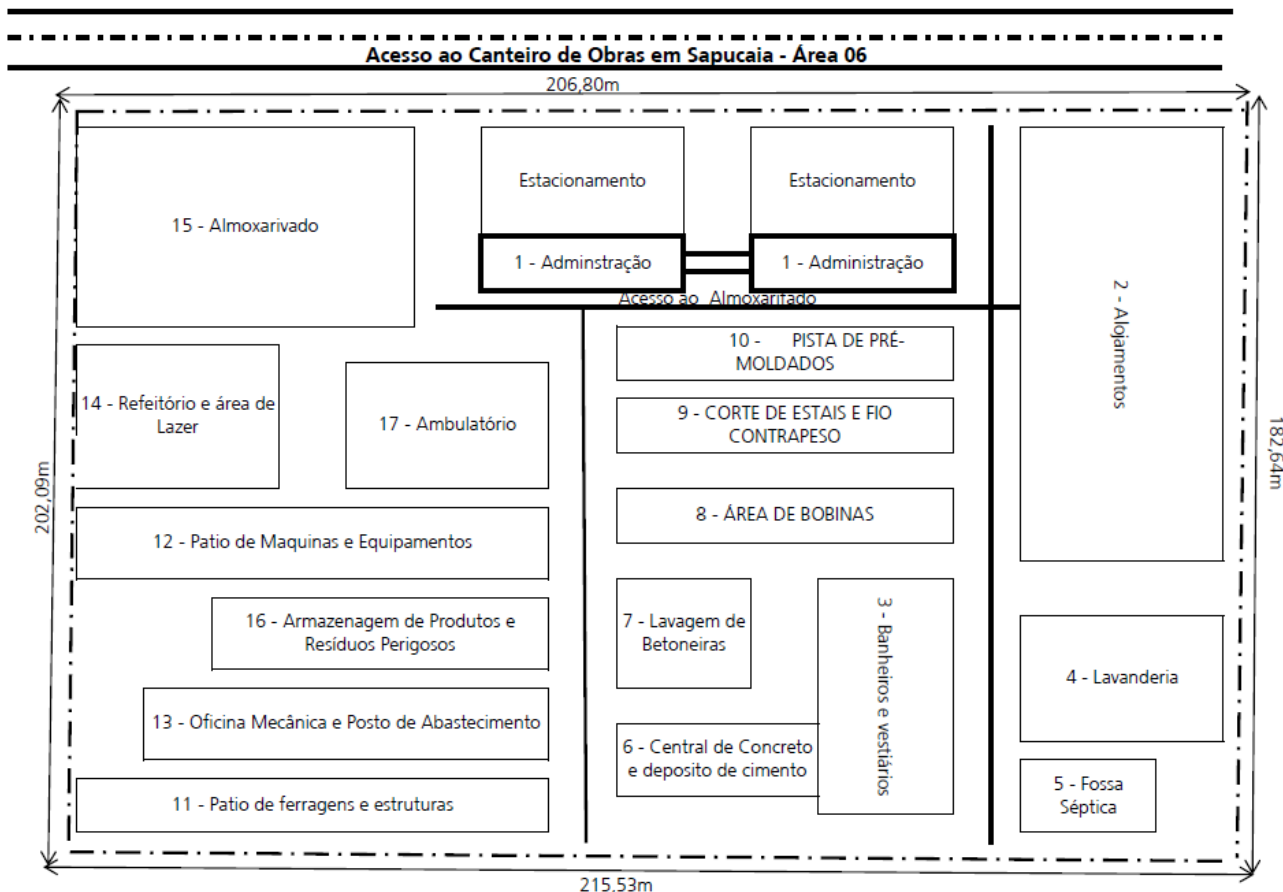 Acesso ao Canteiro de Obras em Sapucaia - Área 06
206,80m
Estacionamento
Estacionamento
15 - Almoxarivado
1 - Adminstração
1 - Administração
Acesso ao Almoxarifado
2 - Alojamentos
10 - PISTA DE PRÉ-
MOLDADOS
14 - Refeitório e área de
Lazer
17 - Ambulatório
9 - CORTE DE ESTAIS E FIO
CONTRAPESO
182,64m
202,09m
8 - ÁREA DE BOBINAS
12 - Patio de Maquinas e Equipamentos
16 - Armazenagem de Produtos e
Resíduos Perigosos
7 - Lavagem de
Betoneiras
3 - Banheiros e vestiários
4 - Lavanderia
13 - Oficina Mecânica e Posto de Abastecimento
6 - Central de Concreto
e deposito de cimento
5 - Fossa
Séptica
11 - Patio de ferragens e estruturas
215,53m